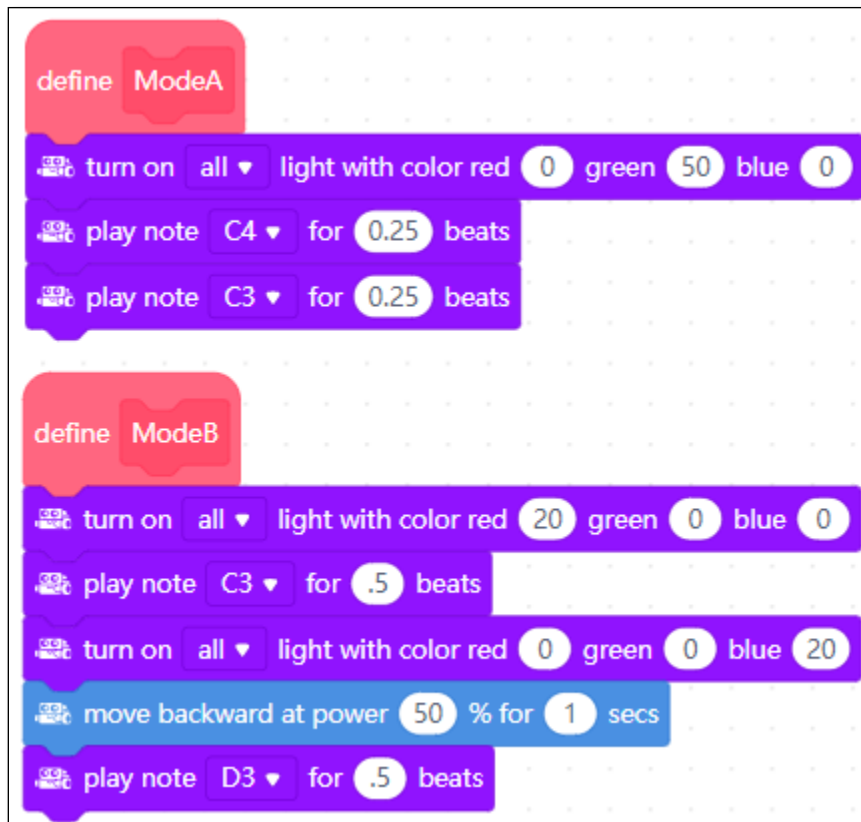 define ModeA
turn on all light with color red 0 green 50 blue 0
play note C4 for 0.25 beats
play note C3 for 0.25 beats
define ModeB
turn on all light with color red 20 green 0 blue 0
play note C3 for .5 beats
turn on all light with color red 0 green 0 blue 20
move backward at power 50 % for 1 secs
play note D3 for .5 beats